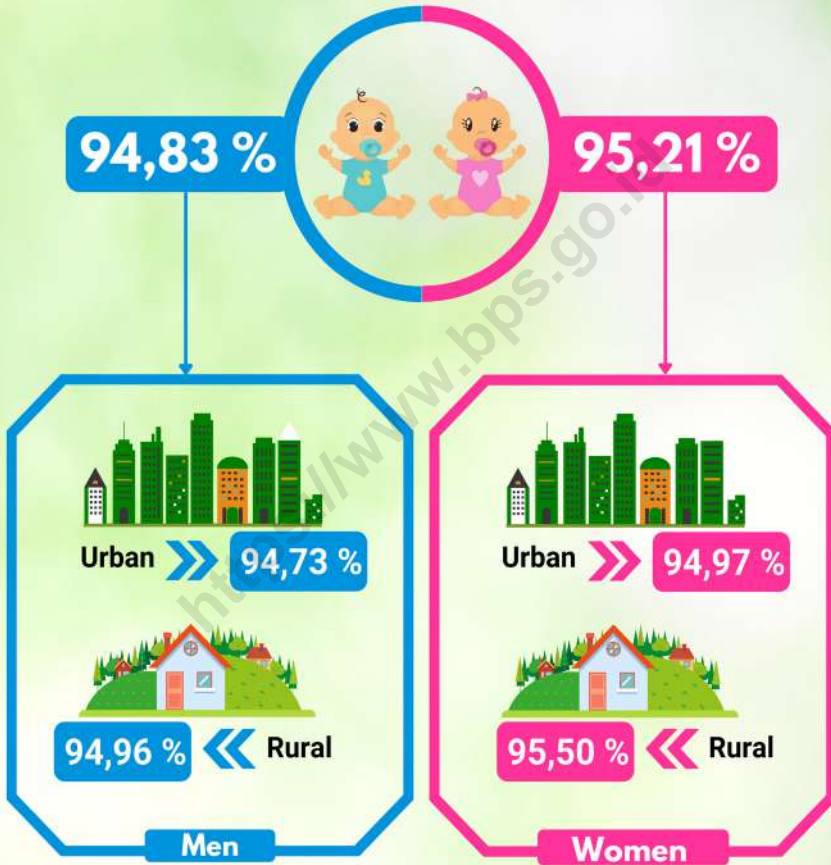 94,83 %
95,21 %
https://www.bps.go.id
Urban
94,73 %
Urban
94,97 %
94,96 %
Rural
95,50 %
Rural
Men
Women